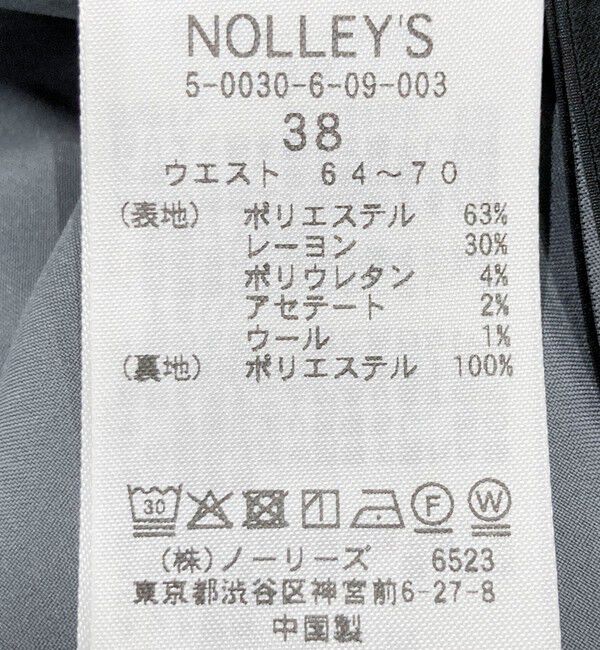 NOLLEY'S
5-0030-6-09-003
38
ウエスト 64～70
(表地) ポリエステル 63%
レーヨン 30%
ポリウレタン 4%
アセテート 2%
ウール 1%
(裏地) ポリエステル 100%
30 F W
(株)ノーリーズ 6523
東京都渋谷区神宮前6-27-8
中国製